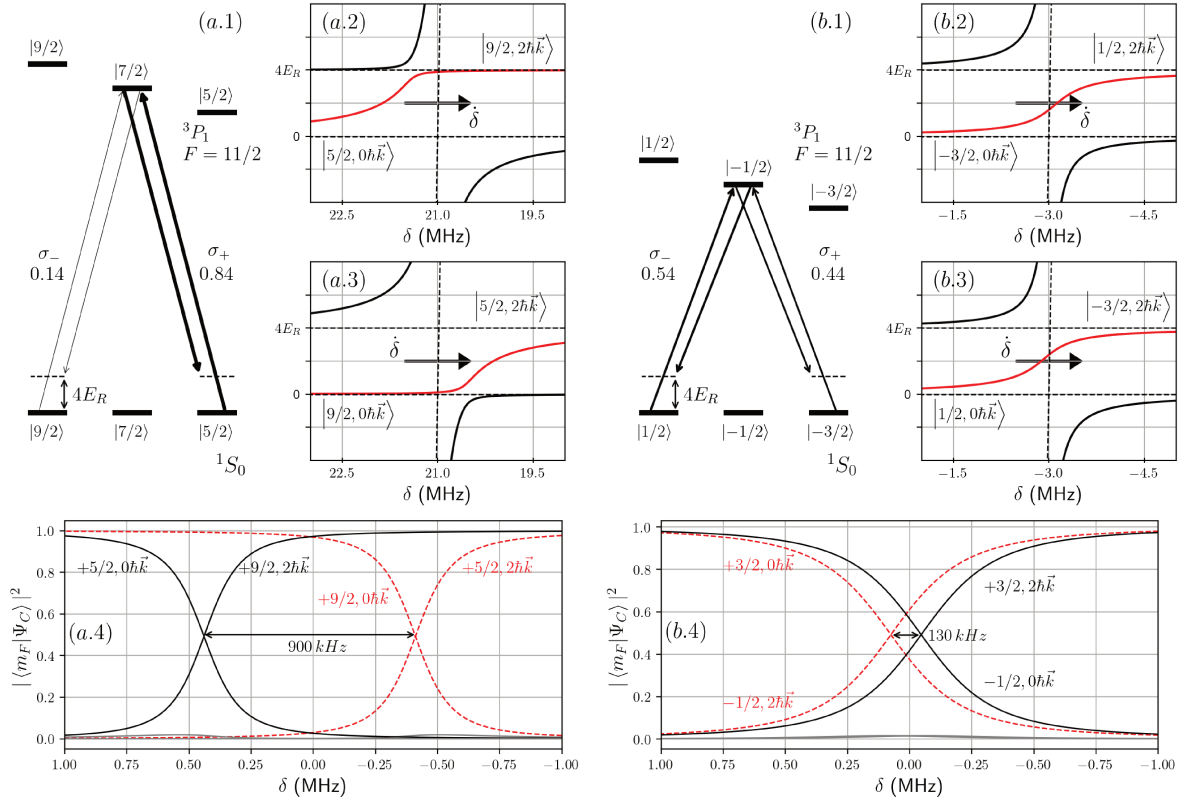 (a.1)
|9/2⟩
|7/2⟩
|5/2⟩
³P₁
F = 11/2
σ₋
0.14
σ₊
0.84
4E_R
|9/2⟩
|7/2⟩
|5/2⟩
¹S₀
(a.2)
|9/2, 2ħk⃗⟩
4E_R
δ̇
0
|5/2, 0ħk⃗⟩
22.5 21.0 19.5
δ (MHz)
(a.3)
|5/2, 2ħk⃗⟩
4E_R
δ̇
0
|9/2, 0ħk⃗⟩
22.5 21.0 19.5
δ (MHz)
(b.1)
|1/2⟩
|−1/2⟩
|−3/2⟩
³P₁
F = 11/2
σ₋
0.54
σ₊
0.44
4E_R
|1/2⟩
|−1/2⟩
|−3/2⟩
¹S₀
(b.2)
|1/2, 2ħk⃗⟩
4E_R
δ̇
0
|−3/2, 0ħk⃗⟩
−1.5 −3.0 −4.5
δ (MHz)
(b.3)
|−3/2, 2ħk⃗⟩
4E_R
δ̇
0
|1/2, 0ħk⃗⟩
−1.5 −3.0 −4.5
δ (MHz)
| ⟨m_F|Ψ_C⟩ |²
1.0
0.8
0.6
0.4
0.2
0.0
+5/2, 0ħk⃗
+9/2, 2ħk⃗
+9/2, 0ħk⃗
+5/2, 2ħk⃗
(a.4)
900 kHz
1.00 0.75 0.50 0.25 0.00 −0.25 −0.50 −0.75 −1.00
δ (MHz)
| ⟨m_F|Ψ_C⟩ |²
1.0
0.8
0.6
0.4
0.2
0.0
+3/2, 0ħk⃗
+3/2, 2ħk⃗
(b.4)
130 kHz
−1/2, 2ħk⃗
−1/2, 0ħk⃗
1.00 0.75 0.50 0.25 0.00 −0.25 −0.50 −0.75 −1.00
δ (MHz)